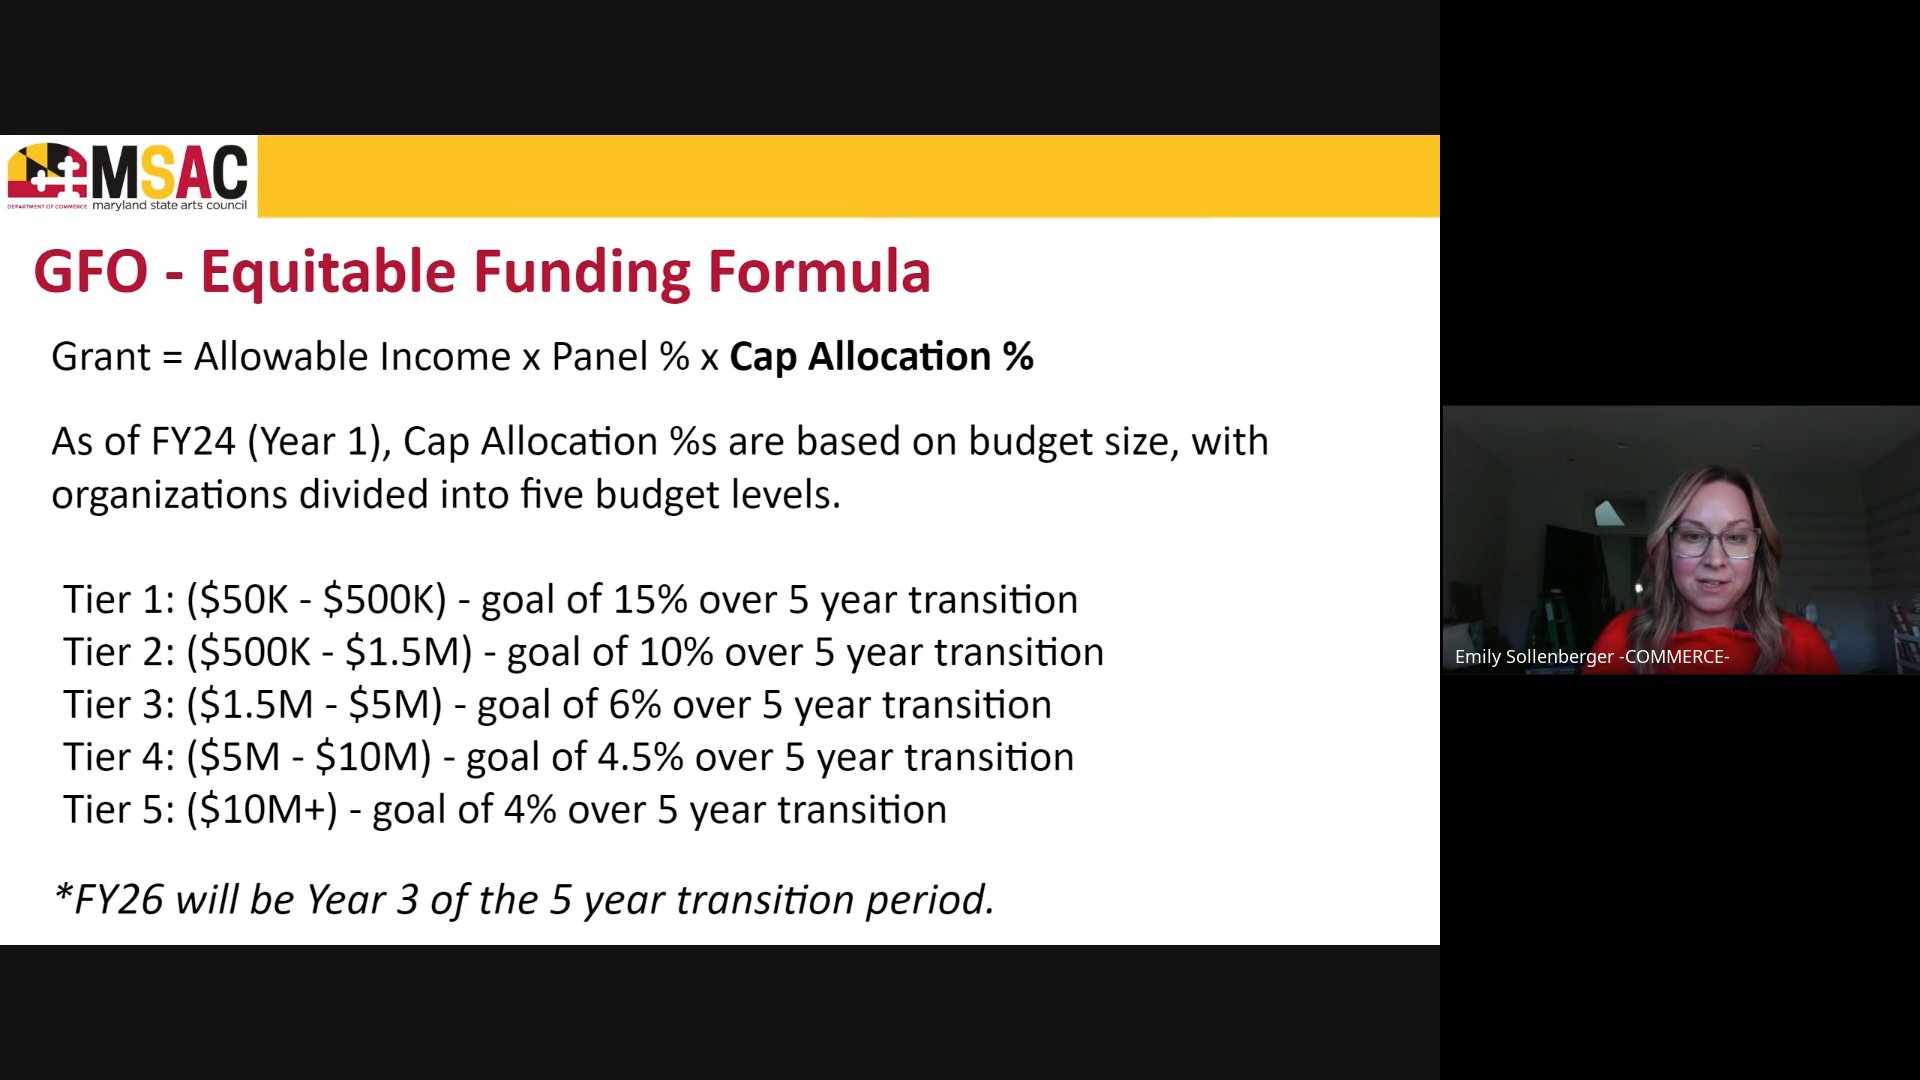 MSAC
DEPARTMENT OF COMMERCE maryland state arts council
GFO - Equitable Funding Formula
Grant = Allowable Income x Panel % x Cap Allocation %
As of FY24 (Year 1), Cap Allocation %s are based on budget size, with
organizations divided into five budget levels.
Tier 1: ($50K - $500K) - goal of 15% over 5 year transition
Tier 2: ($500K - $1.5M) - goal of 10% over 5 year transition
Tier 3: ($1.5M - $5M) - goal of 6% over 5 year transition
Tier 4: ($5M - $10M) - goal of 4.5% over 5 year transition
Tier 5: ($10M+) - goal of 4% over 5 year transition
*FY26 will be Year 3 of the 5 year transition period.
Emily Sollenberger -COMMERCE-